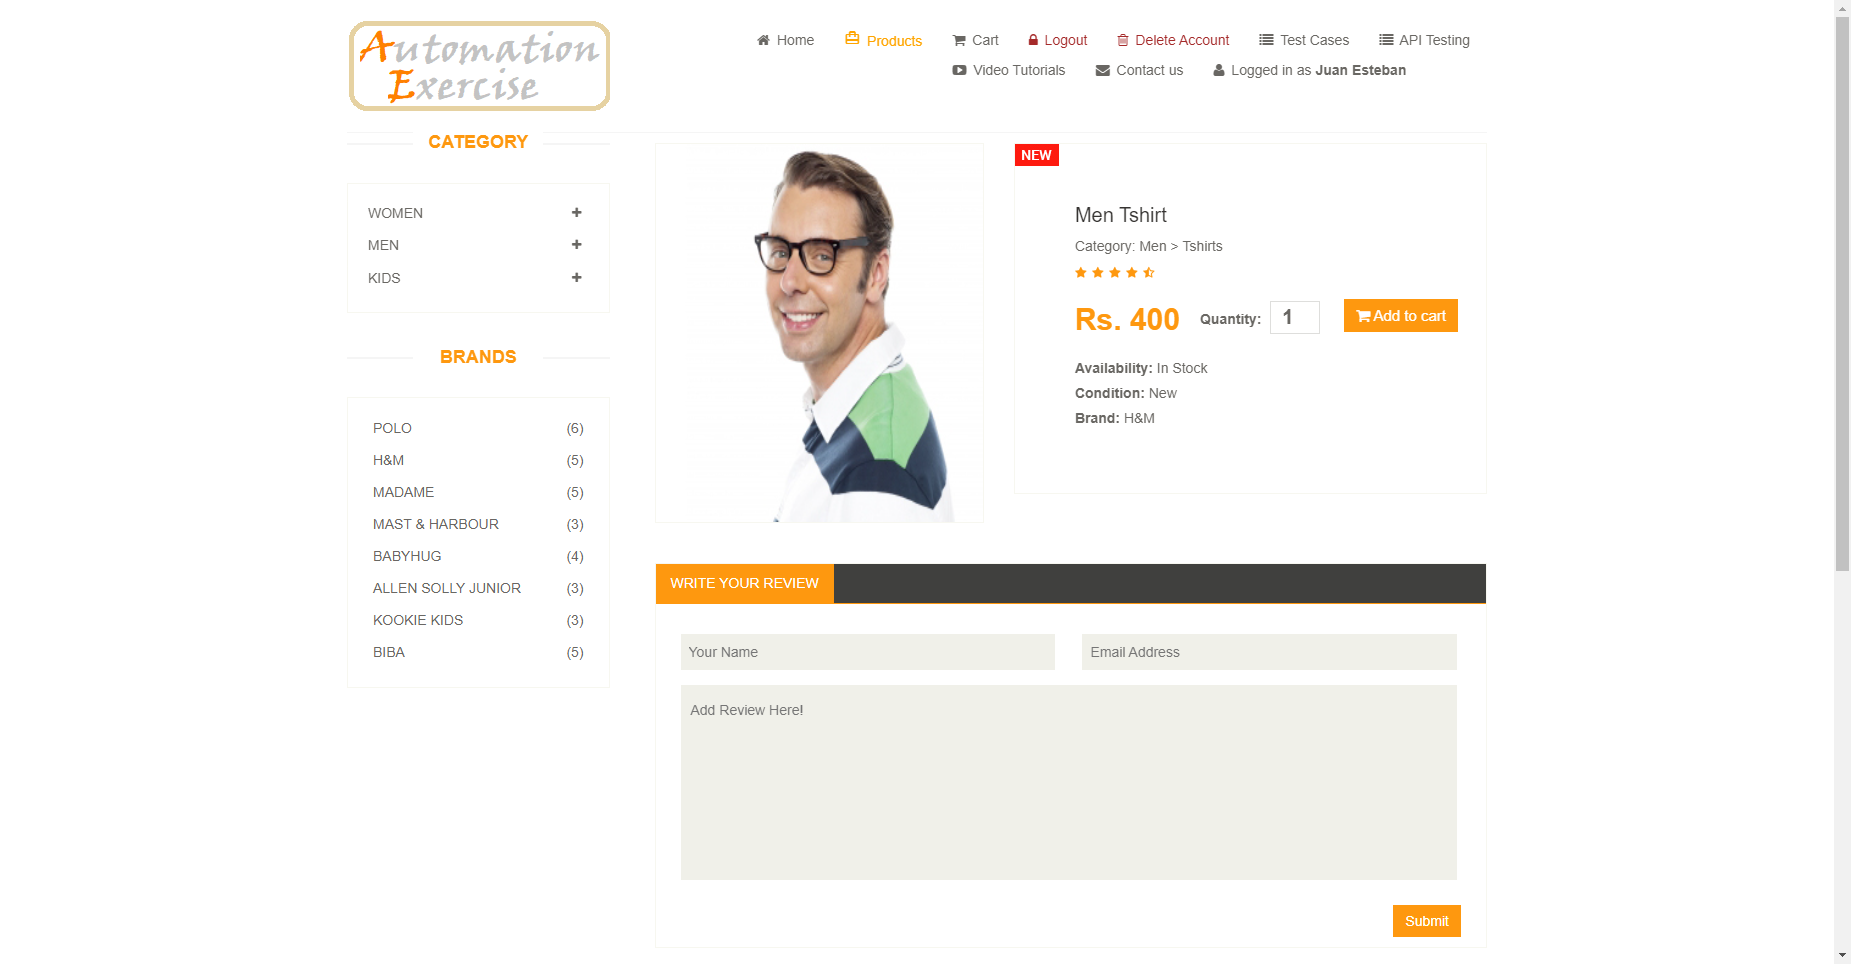 Automation
Exercise
Home Products Cart Logout Delete Account Test Cases API Testing
Video Tutorials Contact us Logged in as Juan Esteban
CATEGORY
WOMEN
MEN
KIDS
BRANDS
POLO (6)
H&M (5)
MADAME (5)
MAST & HARBOUR (3)
BABYHUG (4)
ALLEN SOLLY JUNIOR (3)
KOOKIE KIDS (3)
BIBA (5)
NEW
Men Tshirt
Category: Men > Tshirts
Rs. 400 Quantity: 1 Add to cart
Availability: In Stock
Condition: New
Brand: H&M
WRITE YOUR REVIEW
Your Name Email Address
Add Review Here!
Submit